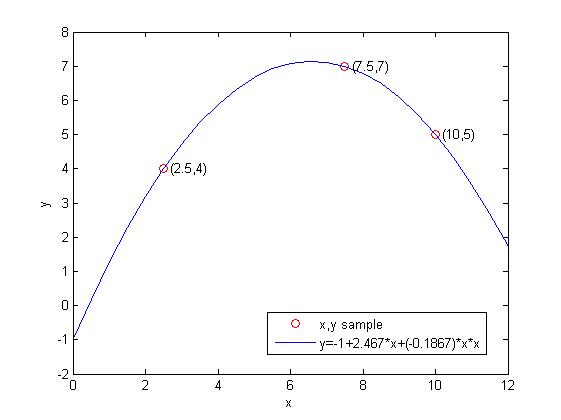 8
7
6
5
4
3
2
1
0
-1
-2
y
(7.5,7)
(10,5)
(2.5,4)
x,y sample
y=-1+2.467*x+(-0.1867)*x*x
0 2 4 6 8 10 12
x